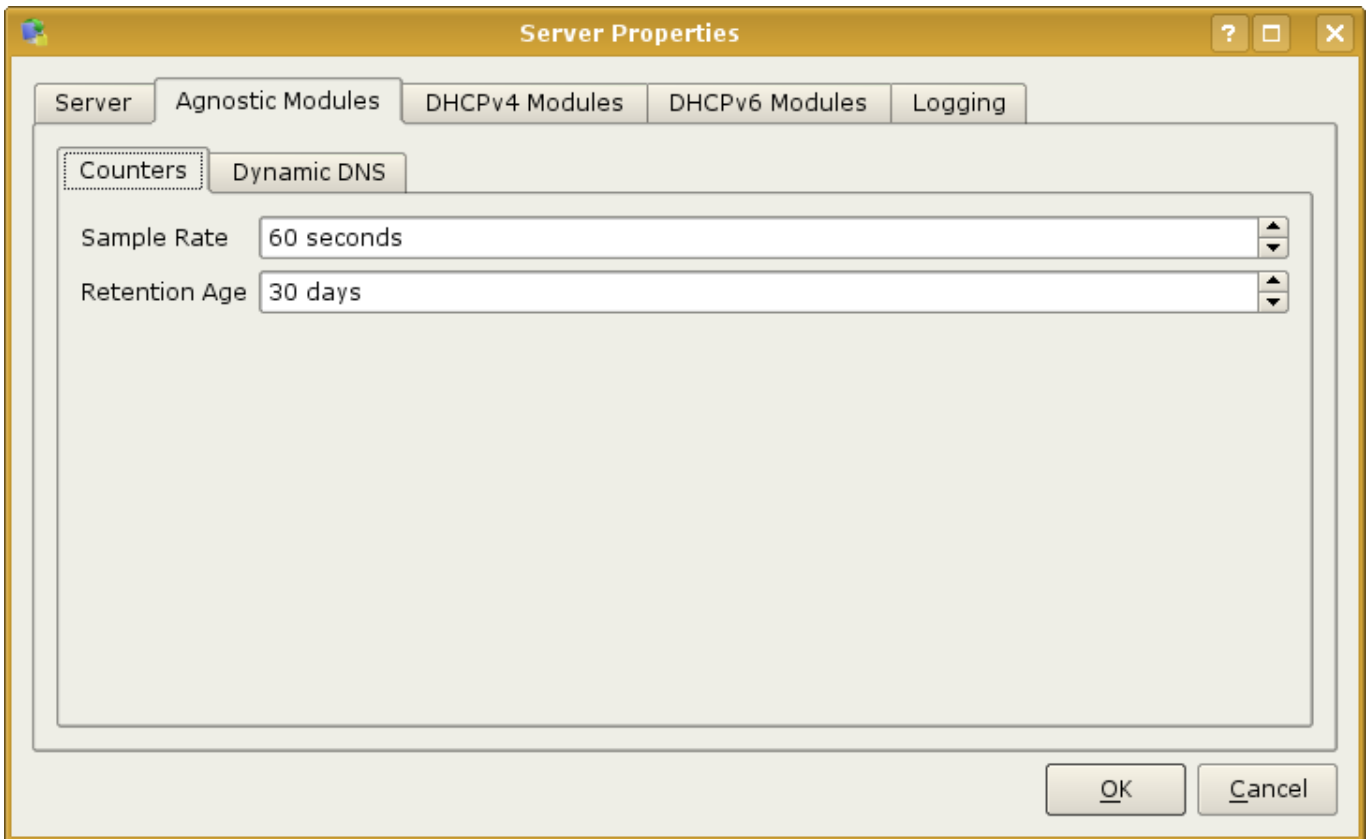 Server Properties
Server Agnostic Modules DHCPv4 Modules DHCPv6 Modules Logging
Counters Dynamic DNS
Sample Rate 60 seconds
Retention Age 30 days
OK Cancel